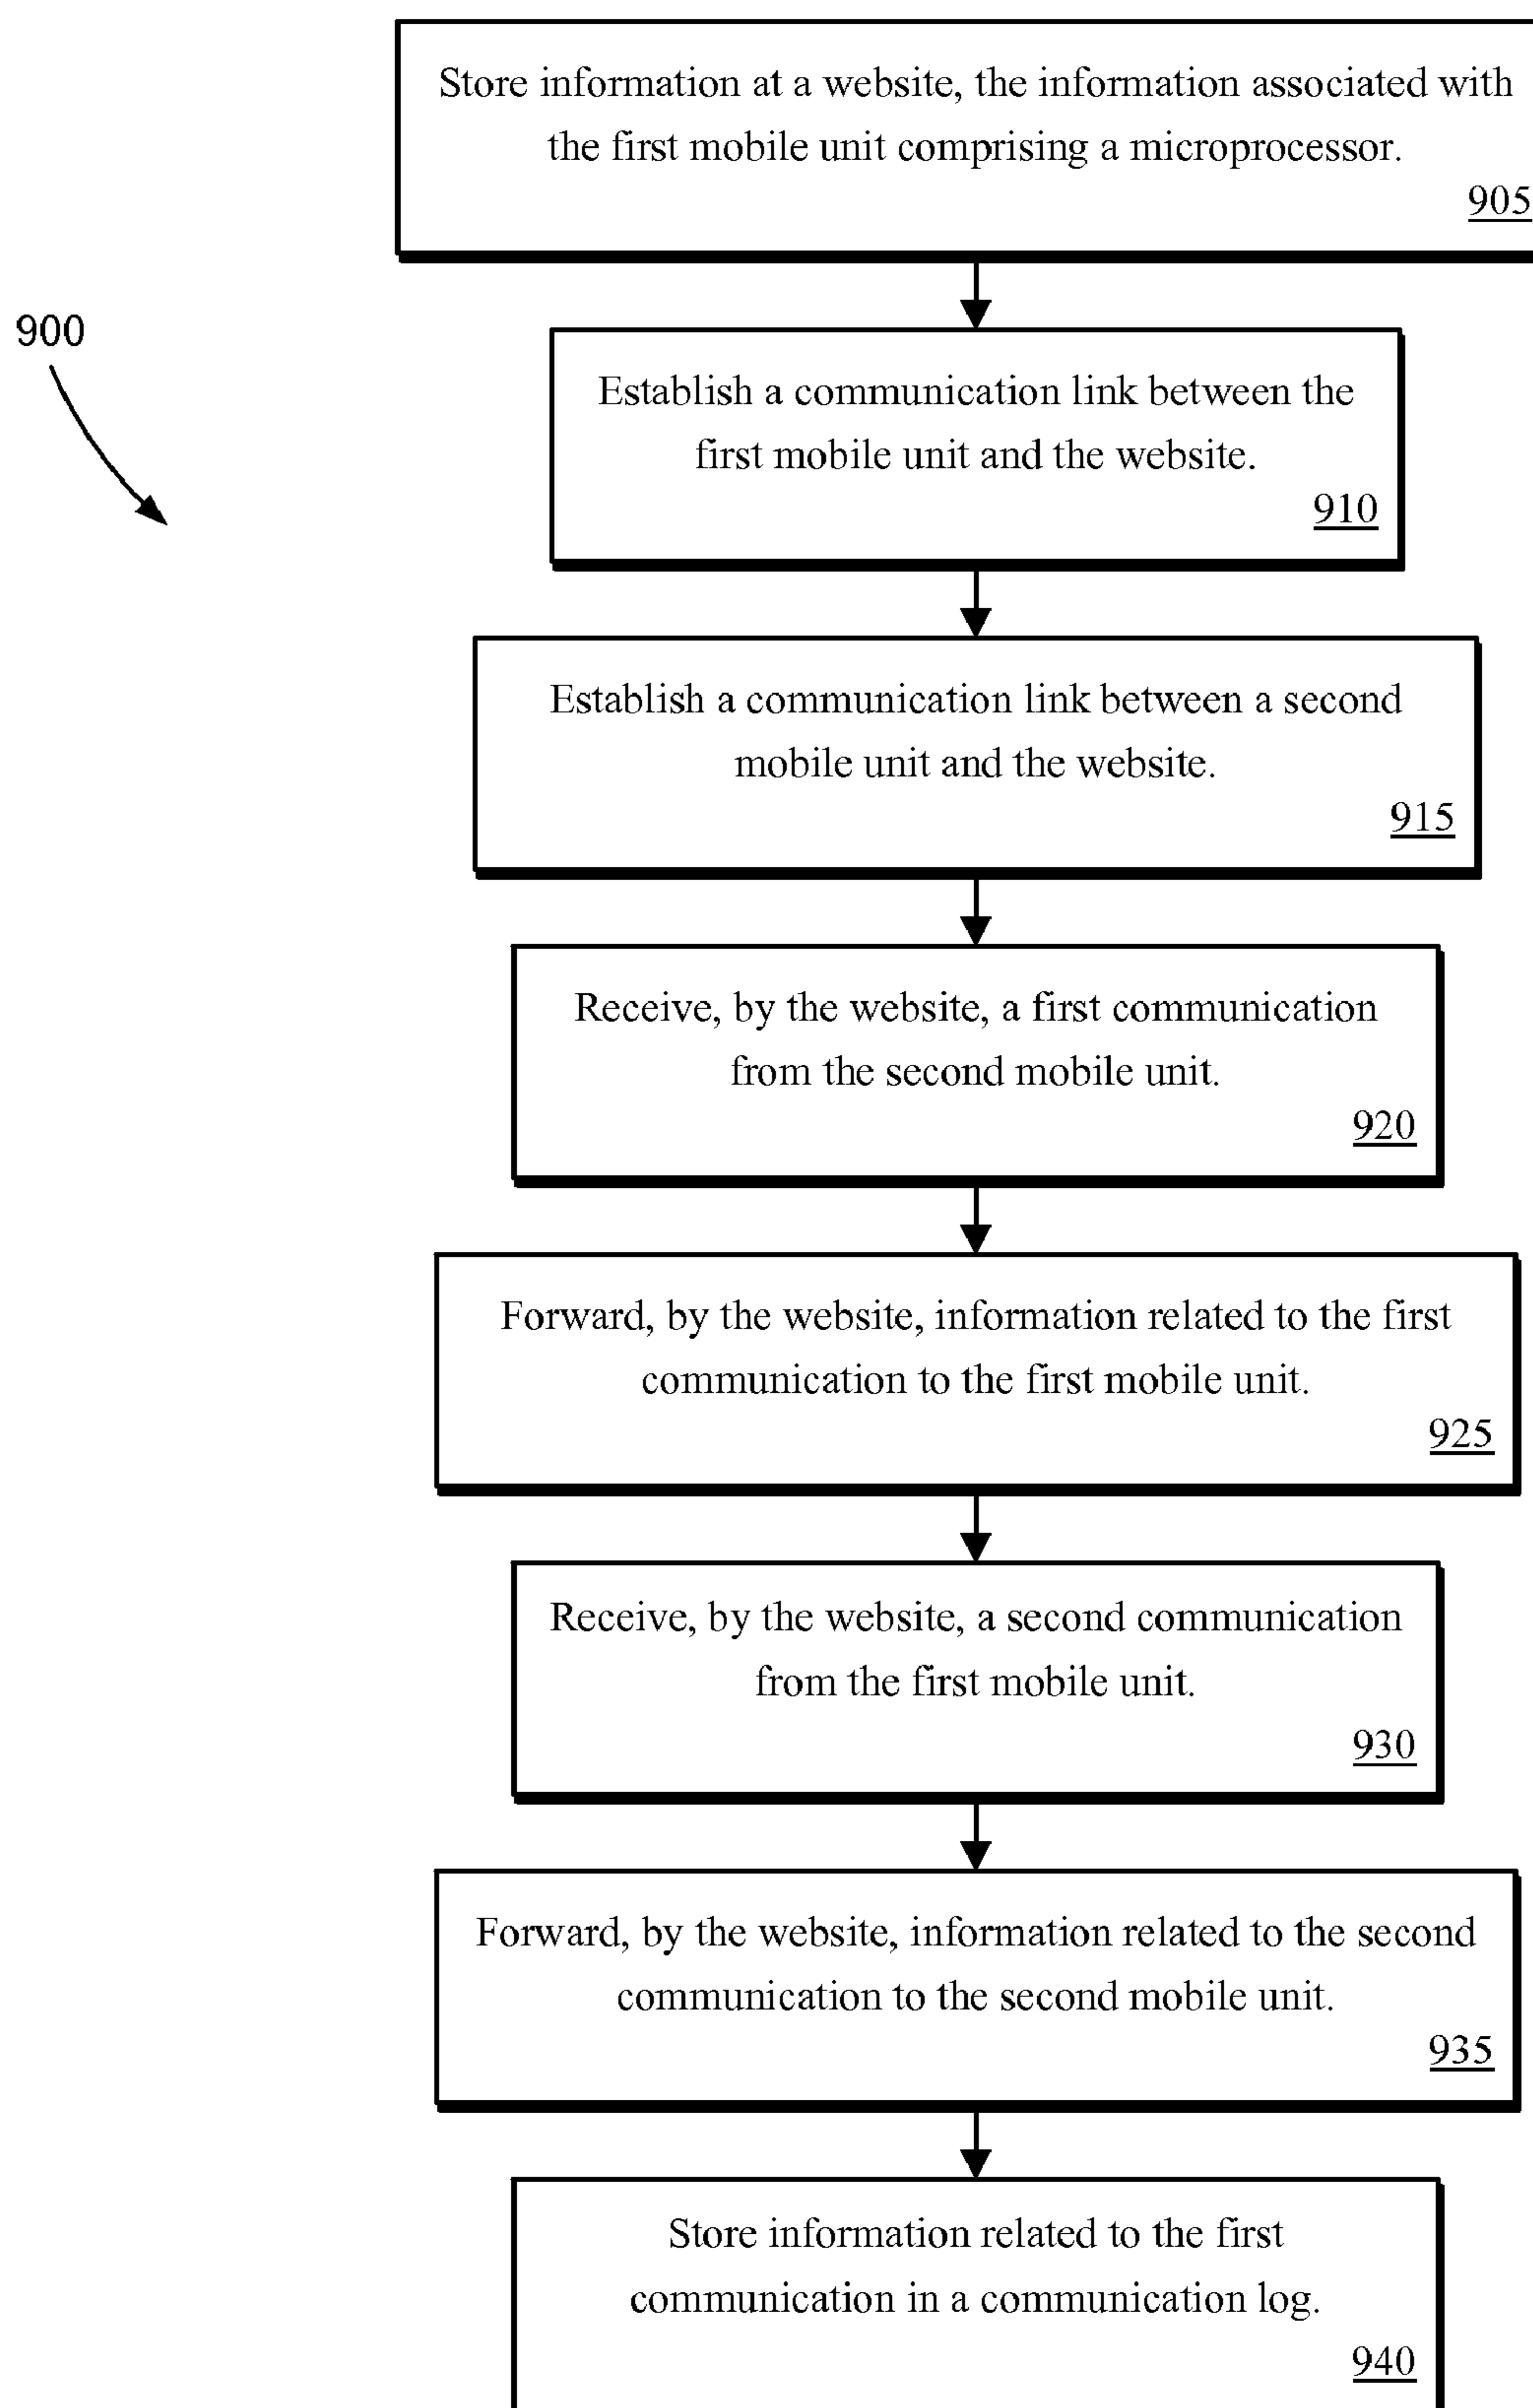 Store information at a website, the information associated with
the first mobile unit comprising a microprocessor.
905
900
Establish a communication link between the
first mobile unit and the website.
910
Establish a communication link between a second
mobile unit and the website.
915
Receive, by the website, a first communication
from the second mobile unit.
920
Forward, by the website, information related to the first
communication to the first mobile unit.
925
Receive, by the website, a second communication
from the first mobile unit.
930
Forward, by the website, information related to the second
communication to the second mobile unit.
935
Store information related to the first
communication in a communication log.
940